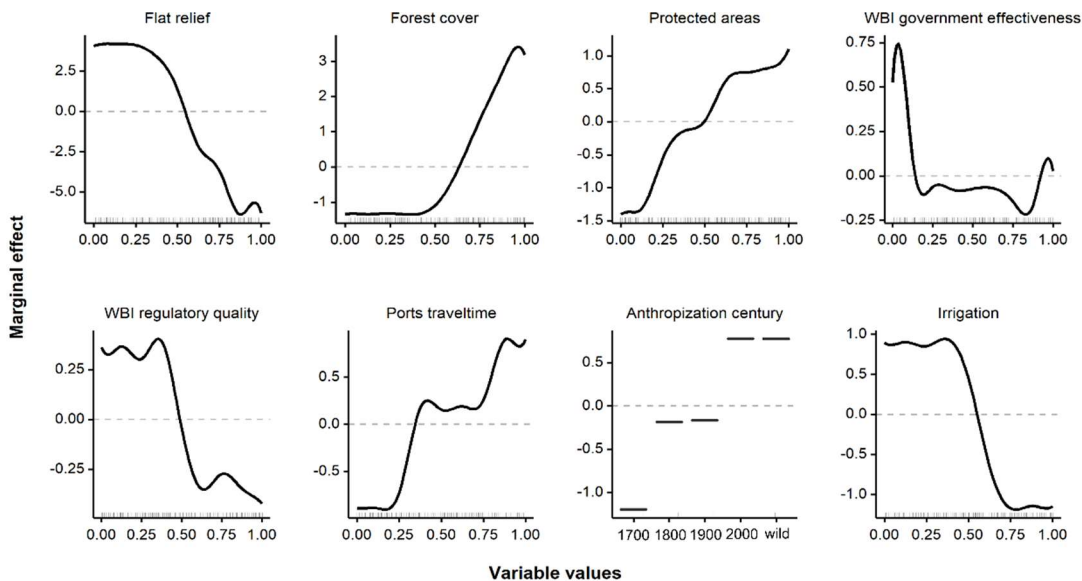 Flat relief
Forest cover
Protected areas
WBI government effectiveness
2.5
0.0
-2.5
-5.0
0.00 0.25 0.50 0.75 1.00
3
2
1
0
-1
0.00 0.25 0.50 0.75 1.00
1.0
0.5
0.0
-0.5
-1.0
-1.5
0.00 0.25 0.50 0.75 1.00
0.75
0.50
0.25
0.00
-0.25
0.00 0.25 0.50 0.75 1.00
Marginal effect
WBI regulatory quality
Ports traveltime
Anthropization century
Irrigation
0.25
0.00
-0.25
0.00 0.25 0.50 0.75 1.00
0.5
0.0
-0.5
0.00 0.25 0.50 0.75 1.00
0.5
0.0
-0.5
-1.0
1700 1800 1900 2000 wild
1.0
0.5
0.0
-0.5
-1.0
0.00 0.25 0.50 0.75 1.00
Variable values